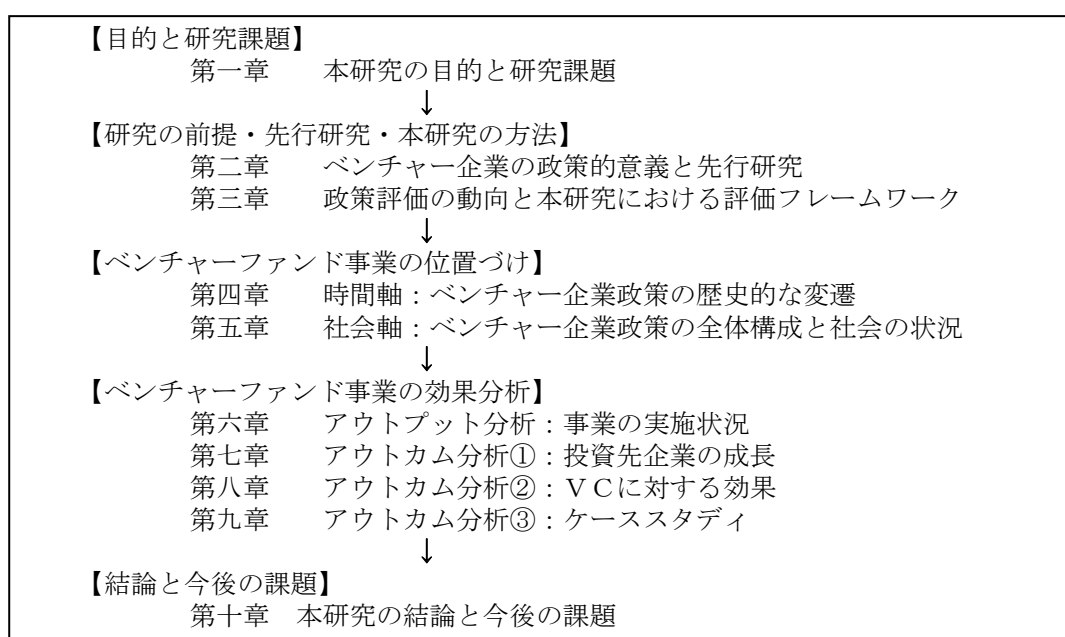 【目的と研究課題】
第一章 本研究の目的と研究課題
↓
【研究の前提・先行研究・本研究の方法】
第二章 ベンチャー企業の政策的意義と先行研究
第三章 政策評価の動向と本研究における評価フレームワーク
↓
【ベンチャーファンド事業の位置づけ】
第四章 時間軸：ベンチャー企業政策の歴史的な変遷
第五章 社会軸：ベンチャー企業政策の全体構成と社会の状況
↓
【ベンチャーファンド事業の効果分析】
第六章 アウトプット分析：事業の実施状況
第七章 アウトカム分析①：投資先企業の成長
第八章 アウトカム分析②：ＶＣに対する効果
第九章 アウトカム分析③：ケーススタディ
↓
【結論と今後の課題】
第十章 本研究の結論と今後の課題